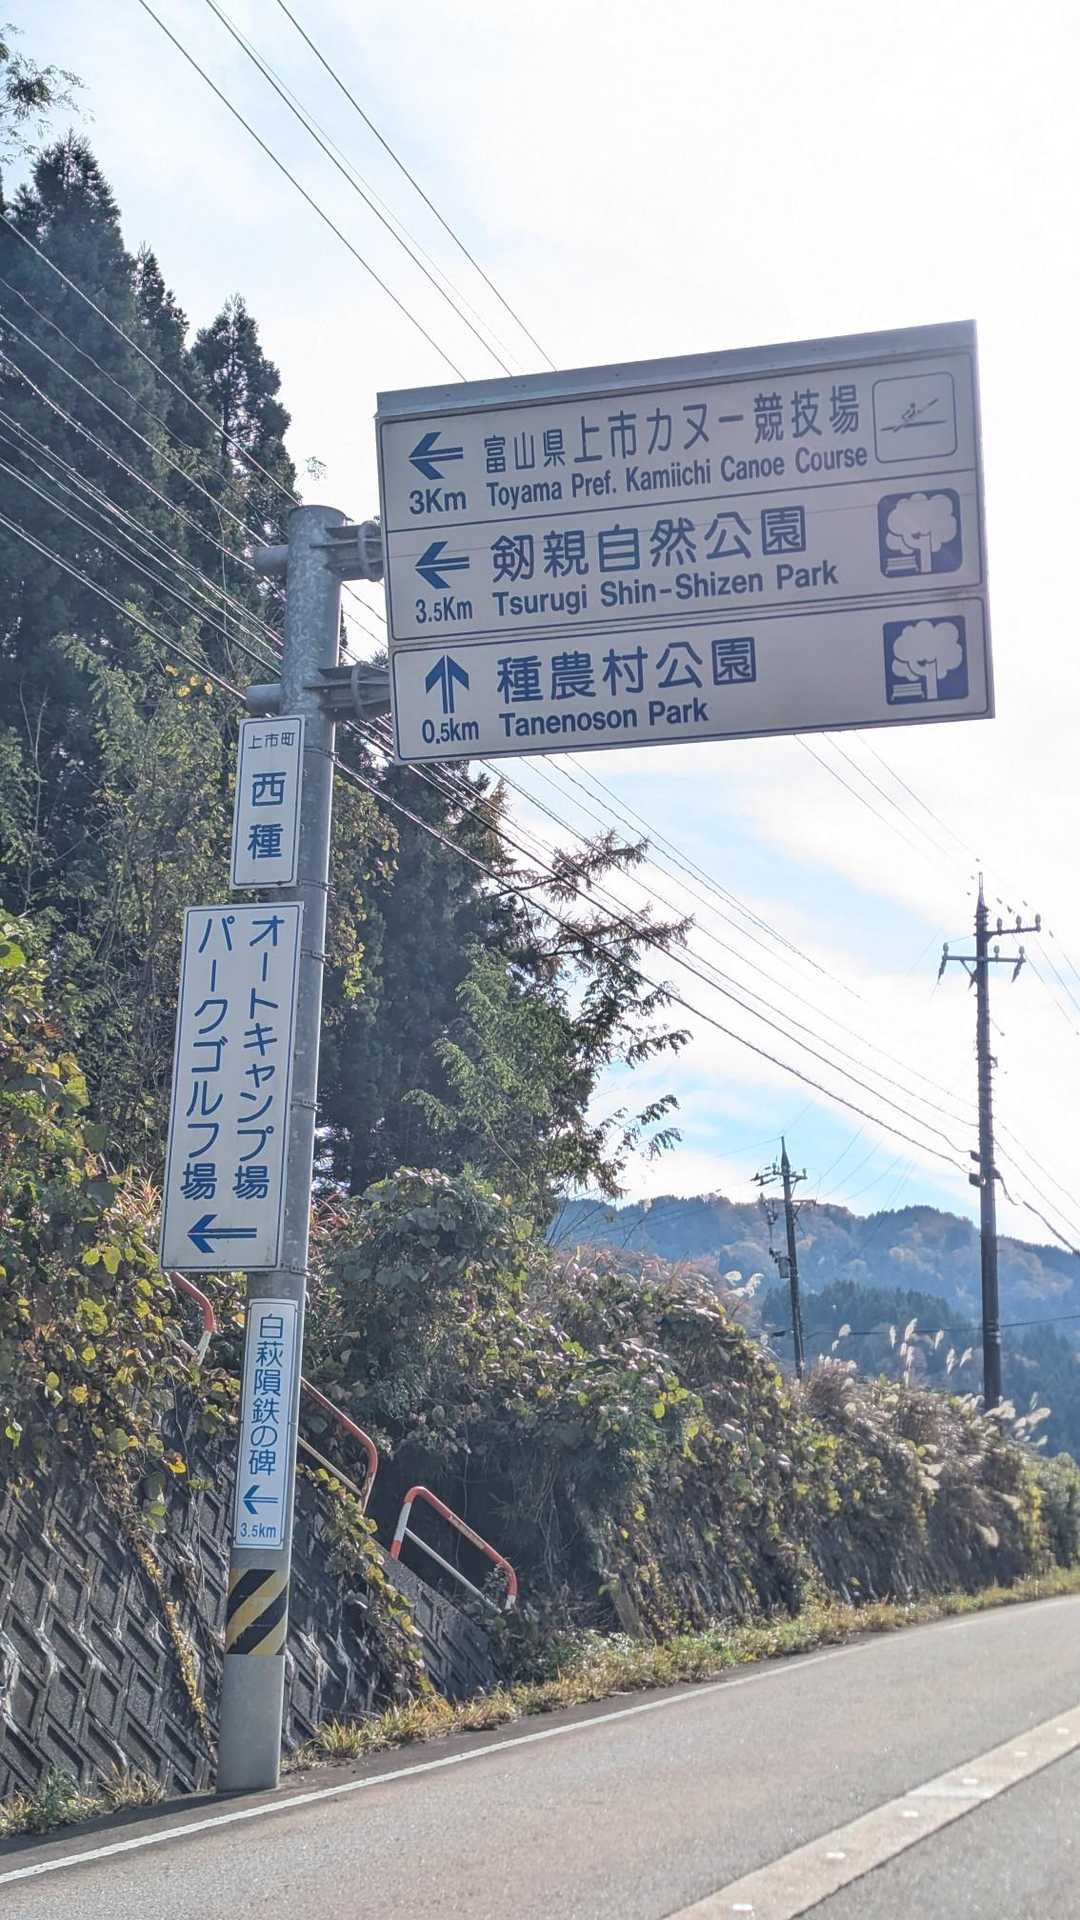 富山県上市カヌー競技場
3Km Toyama Pref. Kamiichi Canoe Course
剱親自然公園
3.5Km Tsurugi Shin-Shizen Park
種農村公園
0.5km Tanenoson Park
上市町
西種
オートキャンプ場
パークゴルフ場
白萩隕鉄の碑
3.5km